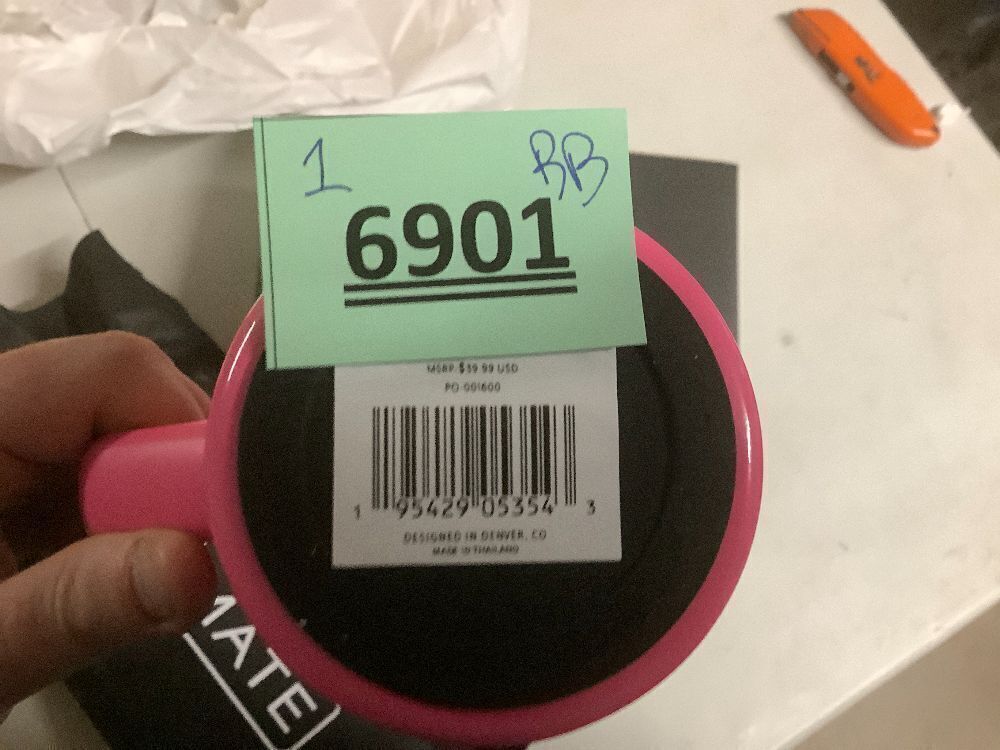 1 BB
6901
MSRP $39.99 USD
PO-001600
1 95429 05354 3
DESIGNED IN DENVER, CO
MADE IN THAILAND
MATE